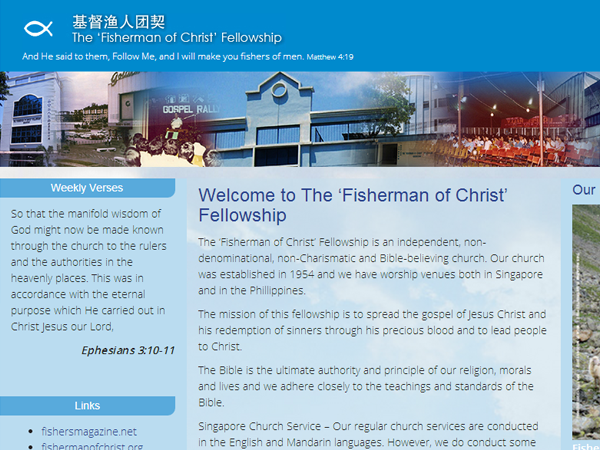 基督渔人团契
The ‘Fisherman of Christ’ Fellowship
And He said to them, Follow Me, and I will make you fishers of men. Matthew 4:19
GOSPEL RALLY
Weekly Verses
So that the manifold wisdom of
God might now be made known
through the church to the rulers
and the authorities in the
heavenly places. This was in
accordance with the eternal
purpose which He carried out in
Christ Jesus our Lord,
Ephesians 3:10-11
Links
fishersmagazine.net
fishermanofchrist.org
Welcome to The ‘Fisherman of Christ’
Fellowship
The ‘Fisherman of Christ’ Fellowship is an independent, non-
denominational, non-Charismatic and Bible-believing church. Our church
was established in 1954 and we have worship venues both in Singapore
and in the Phillippines.
The mission of this fellowship is to spread the gospel of Jesus Christ and
his redemption of sinners through his precious blood and to lead people
to Christ.
The Bible is the ultimate authority and principle of our religion, morals
and lives and we adhere closely to the teachings and standards of the
Bible.
Singapore Church Service – Our regular church services are conducted
in the English and Mandarin languages. However, we do conduct some
Our
Fishe